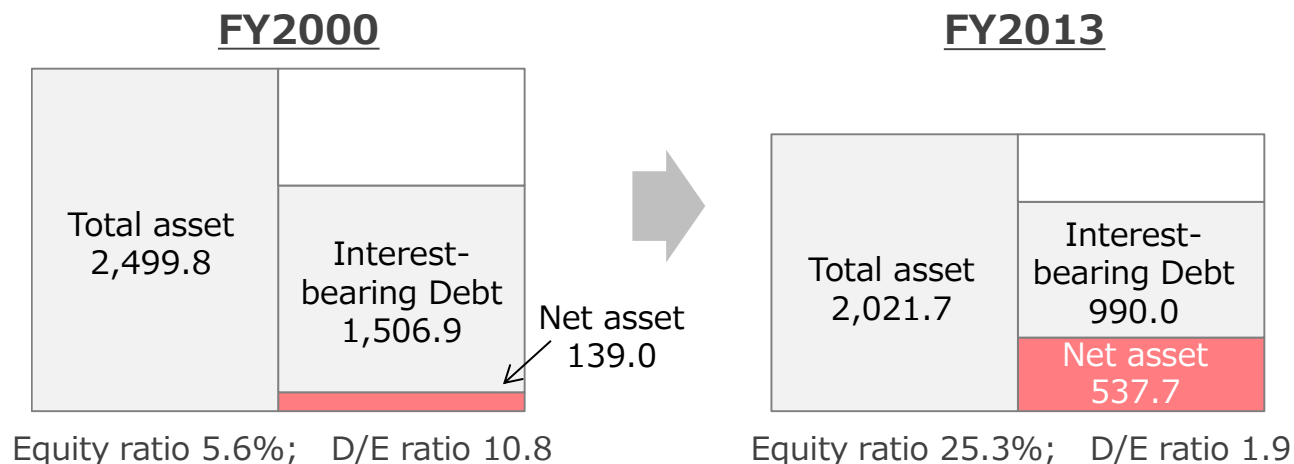 FY2000
Total asset
2,499.8
Interest-
bearing Debt
1,506.9
Net asset
139.0
Equity ratio 5.6%;   D/E ratio 10.8
FY2013
Total asset
2,021.7
Interest-
bearing Debt
990.0
Net asset
537.7
Equity ratio 25.3%;   D/E ratio 1.9